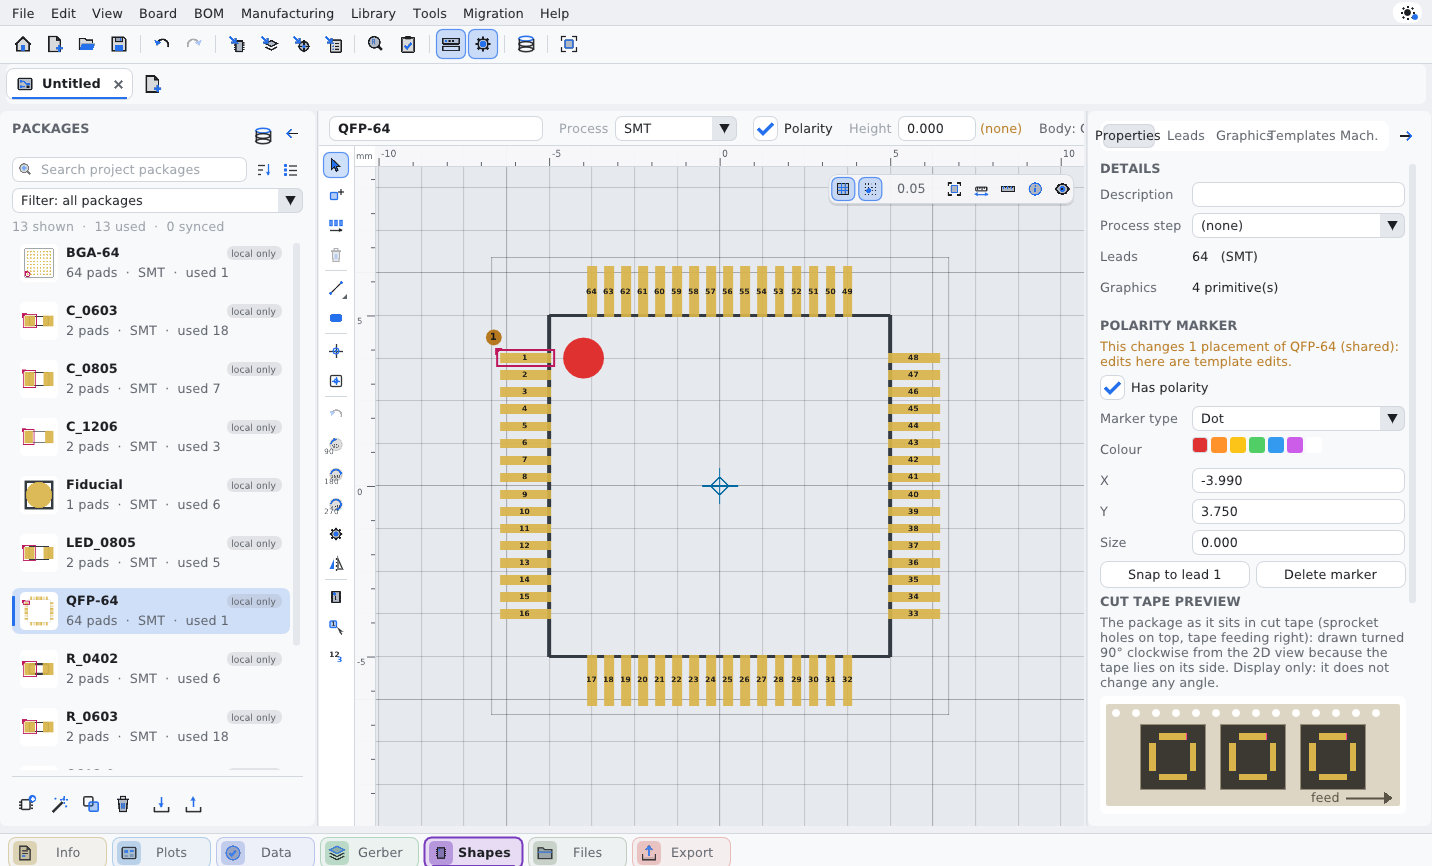 File Edit View Board BOM Manufacturing Library Tools Migration Help
Untitled
PACKAGES
Search project packages
Filter: all packages
13 shown · 13 used · 0 synced
BGA-64 local only
64 pads · SMT · used 1
C_0603 local only
2 pads · SMT · used 18
C_0805 local only
2 pads · SMT · used 7
C_1206 local only
2 pads · SMT · used 3
Fiducial local only
1 pads · SMT · used 6
LED_0805 local only
2 pads · SMT · used 5
QFP-64 local only
64 pads · SMT · used 1
R_0402 local only
2 pads · SMT · used 6
R_0603 local only
2 pads · SMT · used 18
QFP-64 Process SMT Polarity Height 0.000 (none) Body:
mm -10 -5 0 5 10
0.05
64 63 62 61 60 59 58 57 56 55 54 53 52 51 50 49
5
0
-5
1
1 48
2 47
3 46
4 45
5 44
6 43
7 42
8 41
9 40
10 39
11 38
12 37
13 36
14 35
15 34
16 33
17 18 19 20 21 22 23 24 25 26 27 28 29 30 31 32
90
180
Properties Leads Graphics Templates Mach.
DETAILS
Description
Process step (none)
Leads 64 (SMT)
Graphics 4 primitive(s)
POLARITY MARKER
This changes 1 placement of QFP-64 (shared):
edits here are template edits.
Has polarity
Marker type Dot
Colour
X -3.990
Y 3.750
Size 0.000
Snap to lead 1 Delete marker
CUT TAPE PREVIEW
The package as it sits in cut tape (sprocket
holes on top, tape feeding right): drawn turned
90° clockwise from the 2D view because the
tape lies on its side. Display only: it does not
change any angle.
feed
Info Plots Data Gerber Shapes Files Export